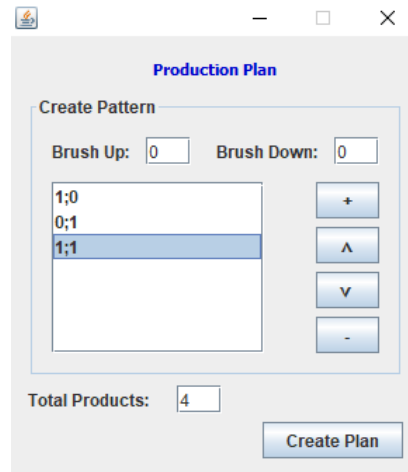 Production Plan
Create Pattern
Brush Up: 0 Brush Down: 0
1;0
0;1
1;1
+
^
v
-
Total Products: 4
Create Plan